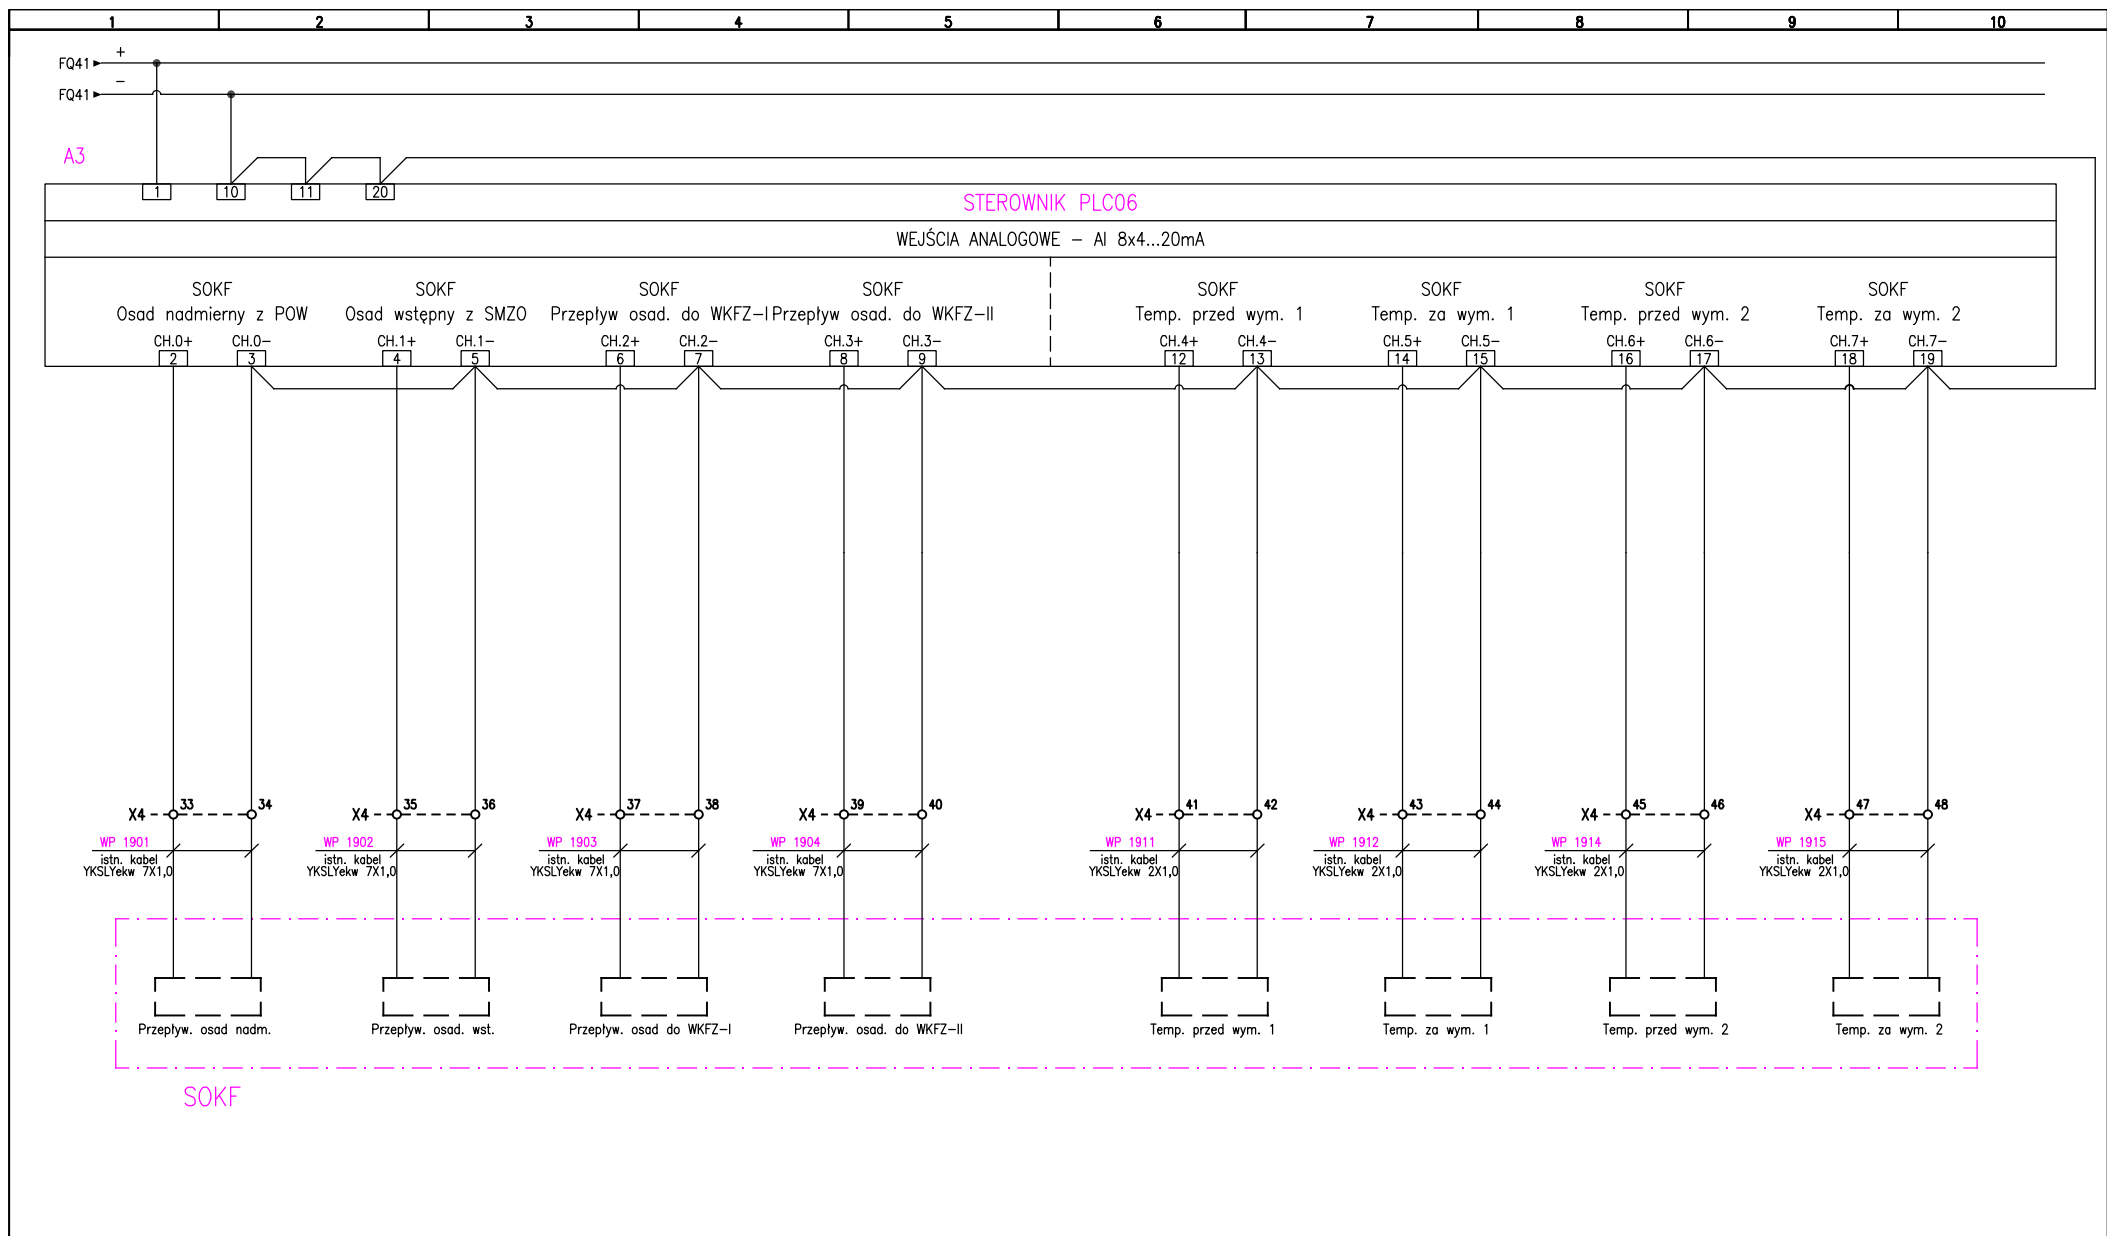 1 2 3 4 5 6 7 8 9 10
+
FQ41
−
FQ41
A3
1 10 11 20
STEROWNIK PLC06
WEJŚCIA ANALOGOWE − AI 8x4...20mA
SOKF SOKF SOKF SOKF SOKF SOKF SOKF SOKF
Osad nadmierny z POW Osad wstępny z SMZO Przepływ osad. do WKFZ−I Przepływ osad. do WKFZ−II Temp. przed wym. 1 Temp. za wym. 1 Temp. przed wym. 2 Temp. za wym. 2
CH.0+ CH.0− CH.1+ CH.1− CH.2+ CH.2− CH.3+ CH.3− CH.4+ CH.4− CH.5+ CH.5− CH.6+ CH.6− CH.7+ CH.7−
2 3 4 5 6 7 8 9 12 13 14 15 16 17 18 19
X4 33 34 X4 35 36 X4 37 38 X4 39 40 X4 41 42 X4 43 44 X4 45 46 X4 47 48
WP 1901 WP 1902 WP 1903 WP 1904 WP 1911 WP 1912 WP 1914 WP 1915
istn. kabel istn. kabel istn. kabel istn. kabel istn. kabel istn. kabel istn. kabel istn. kabel
YKSLYekw 7X1,0 YKSLYekw 7X1,0 YKSLYekw 7X1,0 YKSLYekw 7X1,0 YKSLYekw 2X1,0 YKSLYekw 2X1,0 YKSLYekw 2X1,0 YKSLYekw 2X1,0
Przepływ. osad nadm. Przepływ. osad. wst. Przepływ. osad do WKFZ−I Przepływ. osad. do WKFZ−II Temp. przed wym. 1 Temp. za wym. 1 Temp. przed wym. 2 Temp. za wym. 2
SOKF